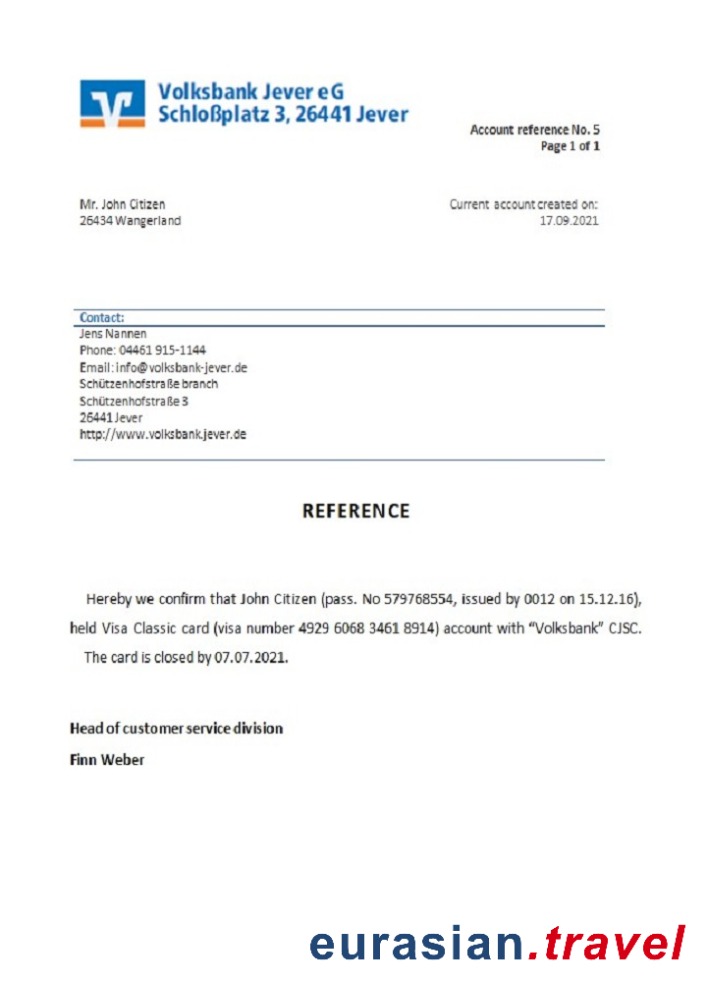 Volksbank Jever eG
Schloßplatz 3, 26441 Jever
Account reference No. 5
Page 1 of 1
Mr. John Citizen
26434 Wangerland
Current account created on:
17.09.2021
Contact:
Jens Nannen
Phone: 04461 915-1144
Email: info@volksbank-jever.de
Schützenhofstraße branch
Schützenhofstraße 3
26441 Jever
http://www.volksbank.jever.de
REFERENCE
Hereby we confirm that John Citizen (pass. No 579768554, issued by 0012 on 15.12.16),
held Visa Classic card (visa number 4929 6068 3461 8914) account with “Volksbank” CJSC.
The card is closed by 07.07.2021.
Head of customer service division
Finn Weber
eurasian.travel